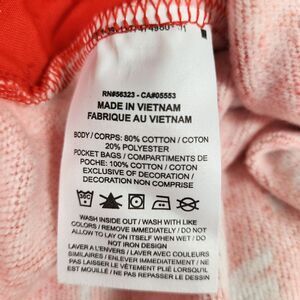 RN#56323 - CA#05553
MADE IN VIETNAM
FABRIQUE AU VIETNAM
BODY / CORPS: 80% COTTON / COTON
20% POLYESTER
POCKET BAGS / COMPARTIMENTS DE
POCHE: 100% COTTON / COTON
EXCLUSIVE OF DECORATION /
DECORATION NON COMPRISE
WASH INSIDE OUT / WASH WITH LIKE
COLORS / REMOVE IMMEDIATELY / DO NOT
ALLOW TO LAY ON ITSELF WHEN WET / DO
NOT IRON DESIGN
LAVER A L'ENVERS / LAVER AVEC COULEURS
SIMILAIRES / ENLEVER IMMEDIATEMENT / NE
PAS LAISSER LE VÊTEMENT PLIÉ LORSQU'IL
EST MOUILLÉ / NE PAS REPASSER LE DESSIN